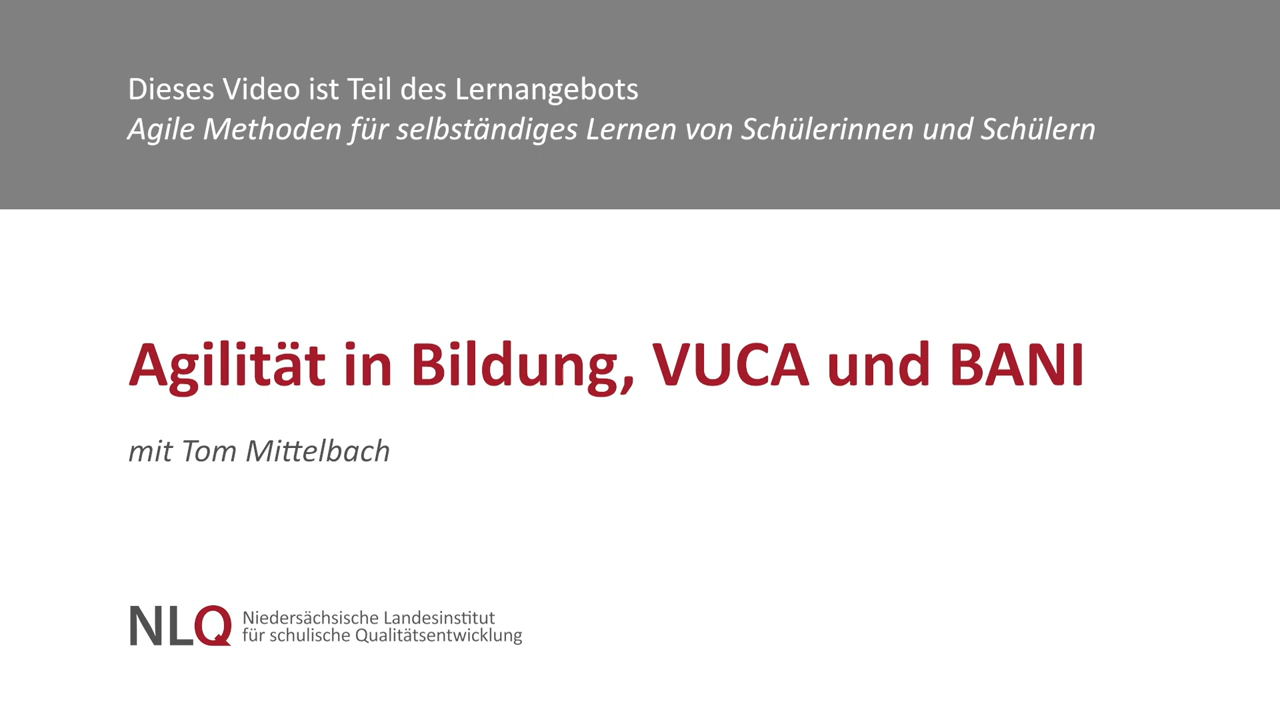 Dieses Video ist Teil des Lernangebots
Agile Methoden für selbständiges Lernen von Schülerinnen und Schülern
Agilität in Bildung, VUCA und BANI
mit Tom Mittelbach
NLQ Niedersächsische Landesinstitut
für schulische Qualitätsentwicklung